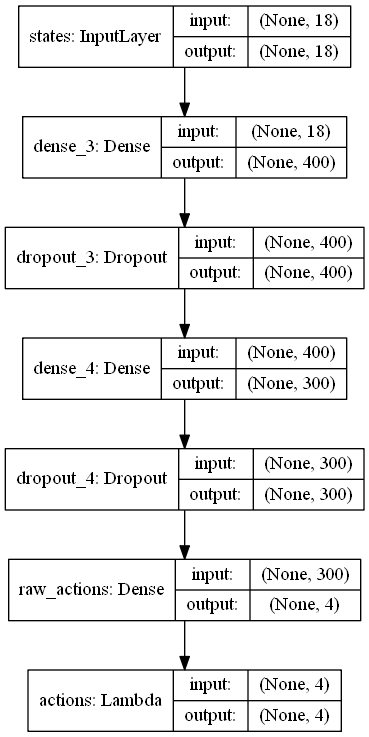 states: InputLayer
input: (None, 18)
output: (None, 18)
dense_3: Dense
input: (None, 18)
output: (None, 400)
dropout_3: Dropout
input: (None, 400)
output: (None, 400)
dense_4: Dense
input: (None, 400)
output: (None, 300)
dropout_4: Dropout
input: (None, 300)
output: (None, 300)
raw_actions: Dense
input: (None, 300)
output: (None, 4)
actions: Lambda
input: (None, 4)
output: (None, 4)